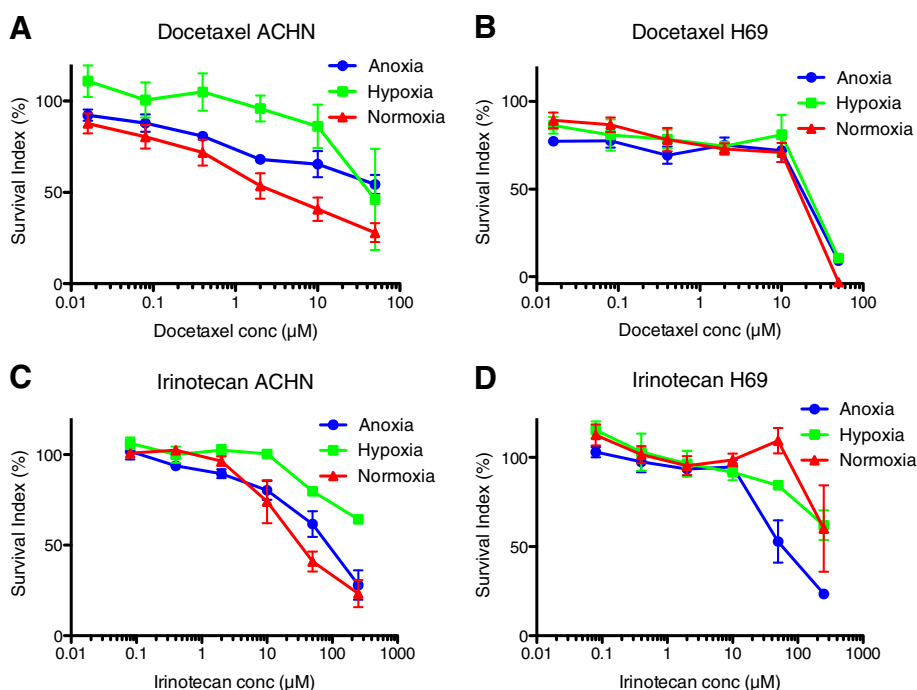 A
Docetaxel ACHN
Anoxia
Hypoxia
Normoxia
Survival Index (%)
100
50
0
0.01
0.1
1
10
100
Docetaxel conc (µM)
B
Docetaxel H69
Anoxia
Hypoxia
Normoxia
Survival Index (%)
100
50
0
0.01
0.1
1
10
100
Docetaxel conc (µM)
C
Irinotecan ACHN
Anoxia
Hypoxia
Normoxia
Survival Index (%)
100
50
0
0.01
0.1
1
10
100
1000
Irinotecan conc (µM)
D
Irinotecan H69
Anoxia
Hypoxia
Normoxia
Survival Index (%)
100
50
0
0.01
0.1
1
10
100
1000
Irinotecan conc (µM)